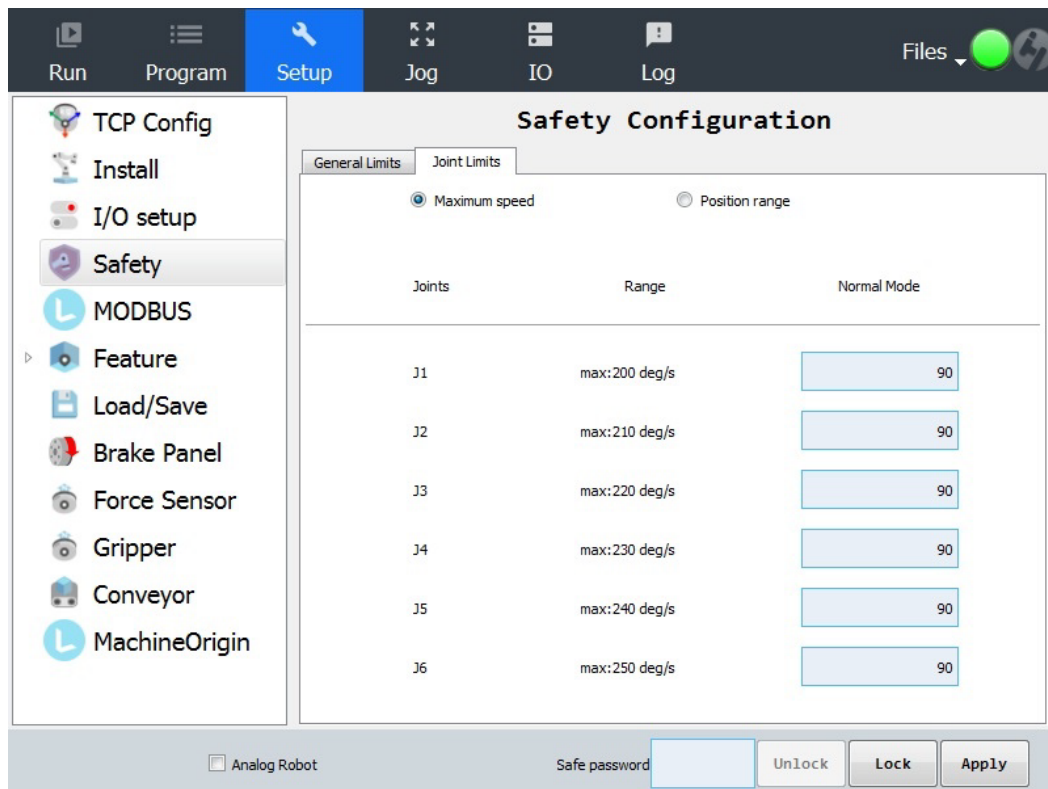 Run Program Setup Jog IO Log Files
TCP Config
Install
I/O setup
Safety
MODBUS
Feature
Load/Save
Brake Panel
Force Sensor
Gripper
Conveyor
MachineOrigin
Safety Configuration
General Limits Joint Limits
Maximum speed Position range
Joints Range Normal Mode
J1 max:200 deg/s 90
J2 max:210 deg/s 90
J3 max:220 deg/s 90
J4 max:230 deg/s 90
J5 max:240 deg/s 90
J6 max:250 deg/s 90
Analog Robot Safe password Unlock Lock Apply